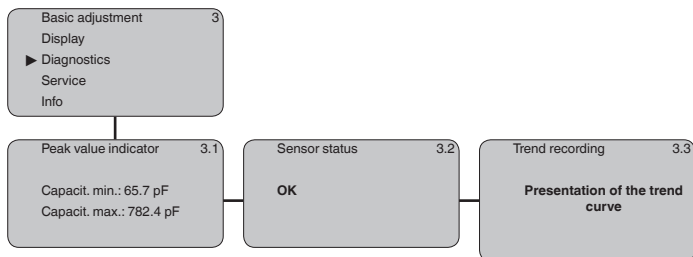 Basic adjustment 3
Display
▶ Diagnostics
Service
Info
Peak value indicator 3.1
Capacit. min.: 65.7 pF
Capacit. max.: 782.4 pF
Sensor status 3.2
OK
Trend recording 3.3
Presentation of the trend
curve